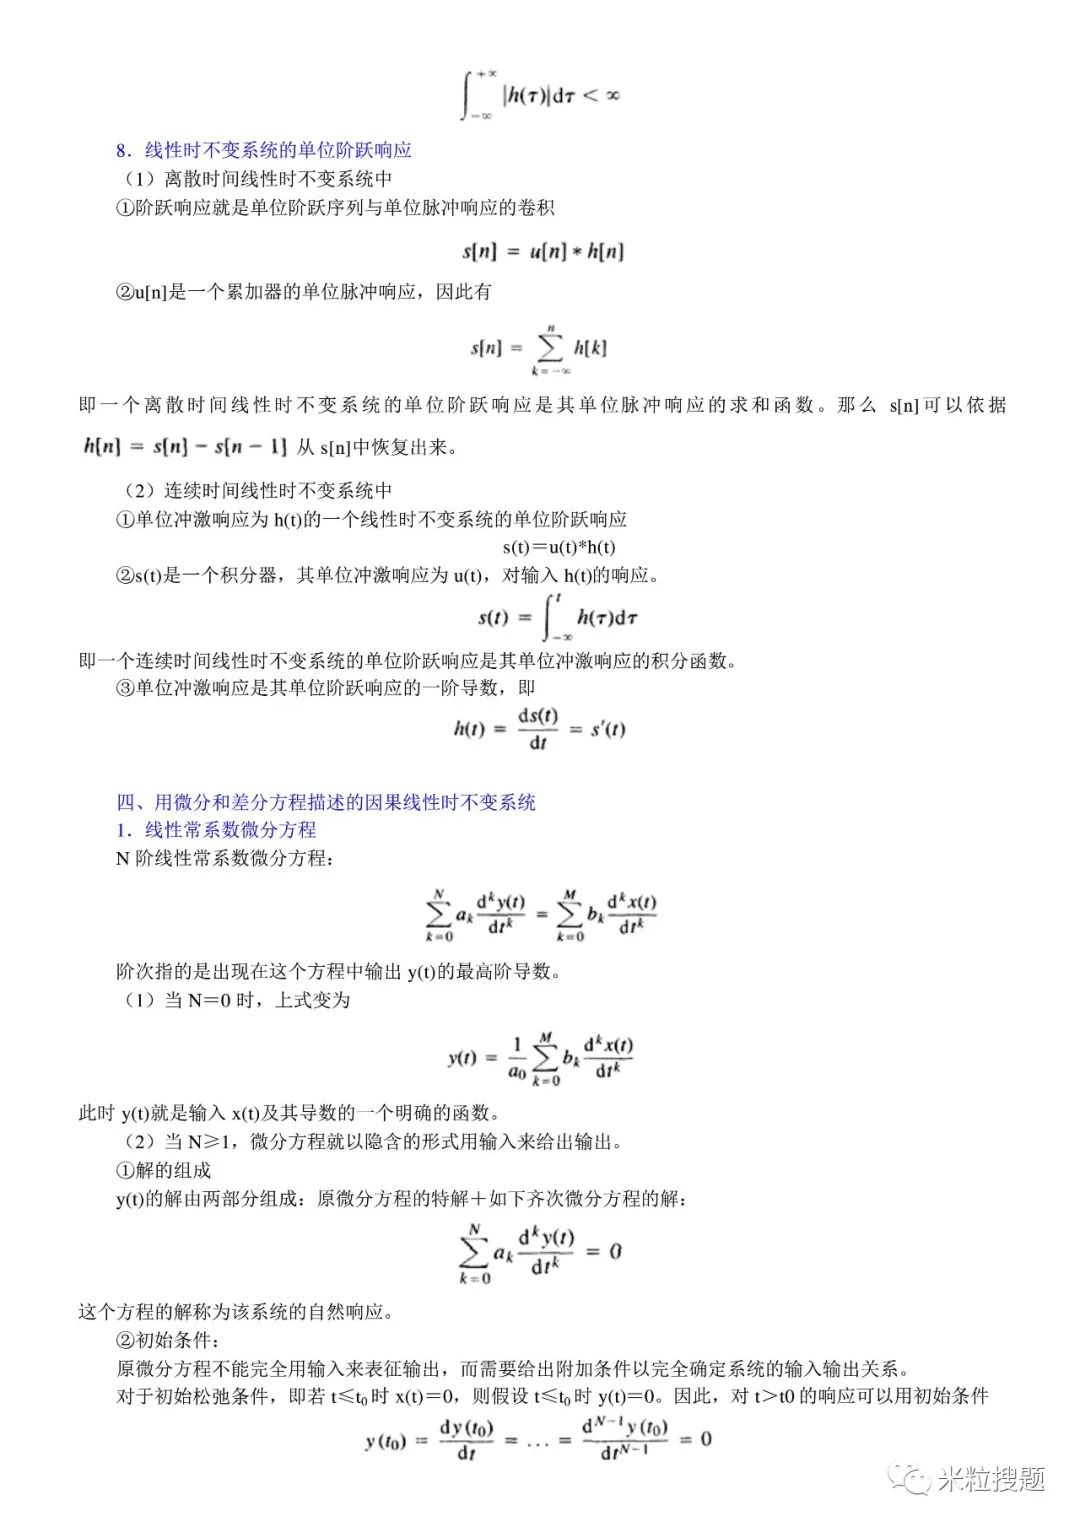 ∫_{-∞}^{+∞} |h(τ)|dτ < ∞
8．线性时不变系统的单位阶跃响应
（1）离散时间线性时不变系统中
①阶跃响应就是单位阶跃序列与单位脉冲响应的卷积
s[n] = u[n] * h[n]
②u[n]是一个累加器的单位脉冲响应，因此有
s[n] = ∑_{k=-∞}^{n} h[k]
即一个离散时间线性时不变系统的单位阶跃响应是其单位脉冲响应的求和函数。那么 s[n]可以依据
h[n] = s[n] − s[n − 1] 从 s[n]中恢复出来。
（2）连续时间线性时不变系统中
①单位冲激响应为 h(t)的一个线性时不变系统的单位阶跃响应
s(t)＝u(t)*h(t)
②s(t)是一个积分器，其单位冲激响应为 u(t)，对输入 h(t)的响应。
s(t) = ∫_{-∞}^{t} h(τ)dτ
即一个连续时间线性时不变系统的单位阶跃响应是其单位冲激响应的积分函数。
③单位冲激响应是其单位阶跃响应的一阶导数，即
h(t) = ds(t)/dt = s′(t)
四、用微分和差分方程描述的因果线性时不变系统
1．线性常系数微分方程
N 阶线性常系数微分方程：
∑_{k=0}^{N} a_k d^k y(t)/dt^k = ∑_{k=0}^{M} b_k d^k x(t)/dt^k
阶次指的是出现在这个方程中输出 y(t)的最高阶导数。
（1）当 N＝0 时，上式变为
y(t) = 1/a_0 ∑_{k=0}^{M} b_k d^k x(t)/dt^k
此时 y(t)就是输入 x(t)及其导数的一个明确的函数。
（2）当 N≥1，微分方程就以隐含的形式用输入来给出输出。
①解的组成
y(t)的解由两部分组成：原微分方程的特解＋如下齐次微分方程的解：
∑_{k=0}^{N} a_k d^k y(t)/dt^k = 0
这个方程的解称为该系统的自然响应。
②初始条件：
原微分方程不能完全用输入来表征输出，而需要给出附加条件以完全确定系统的输入输出关系。
对于初始松弛条件，即若 t≤t₀ 时 x(t)＝0，则假设 t≤t₀ 时 y(t)＝0。因此，对 t＞t0 的响应可以用初始条件
y(t₀) = dy(t₀)/dt = ... = d^{N−1}y(t₀)/dt^{N−1} = 0
米粒搜题